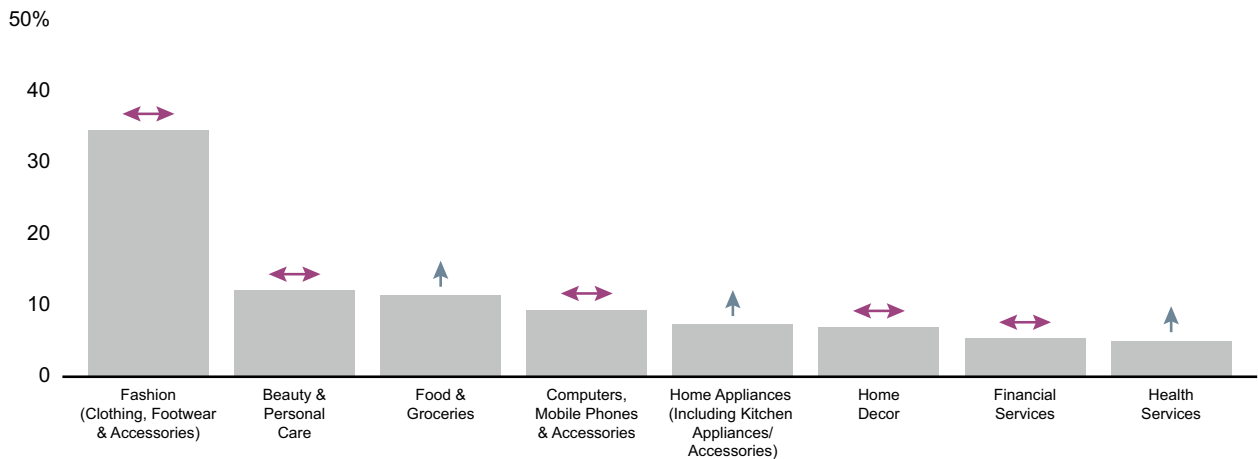 50%
40
30
20
10
0
Fashion
(Clothing, Footwear
& Accessories)
Beauty &
Personal
Care
Food &
Groceries
Computers,
Mobile Phones
& Accessories
Home Appliances
(Including Kitchen
Appliances/
Accessories)
Home
Decor
Financial
Services
Health
Services